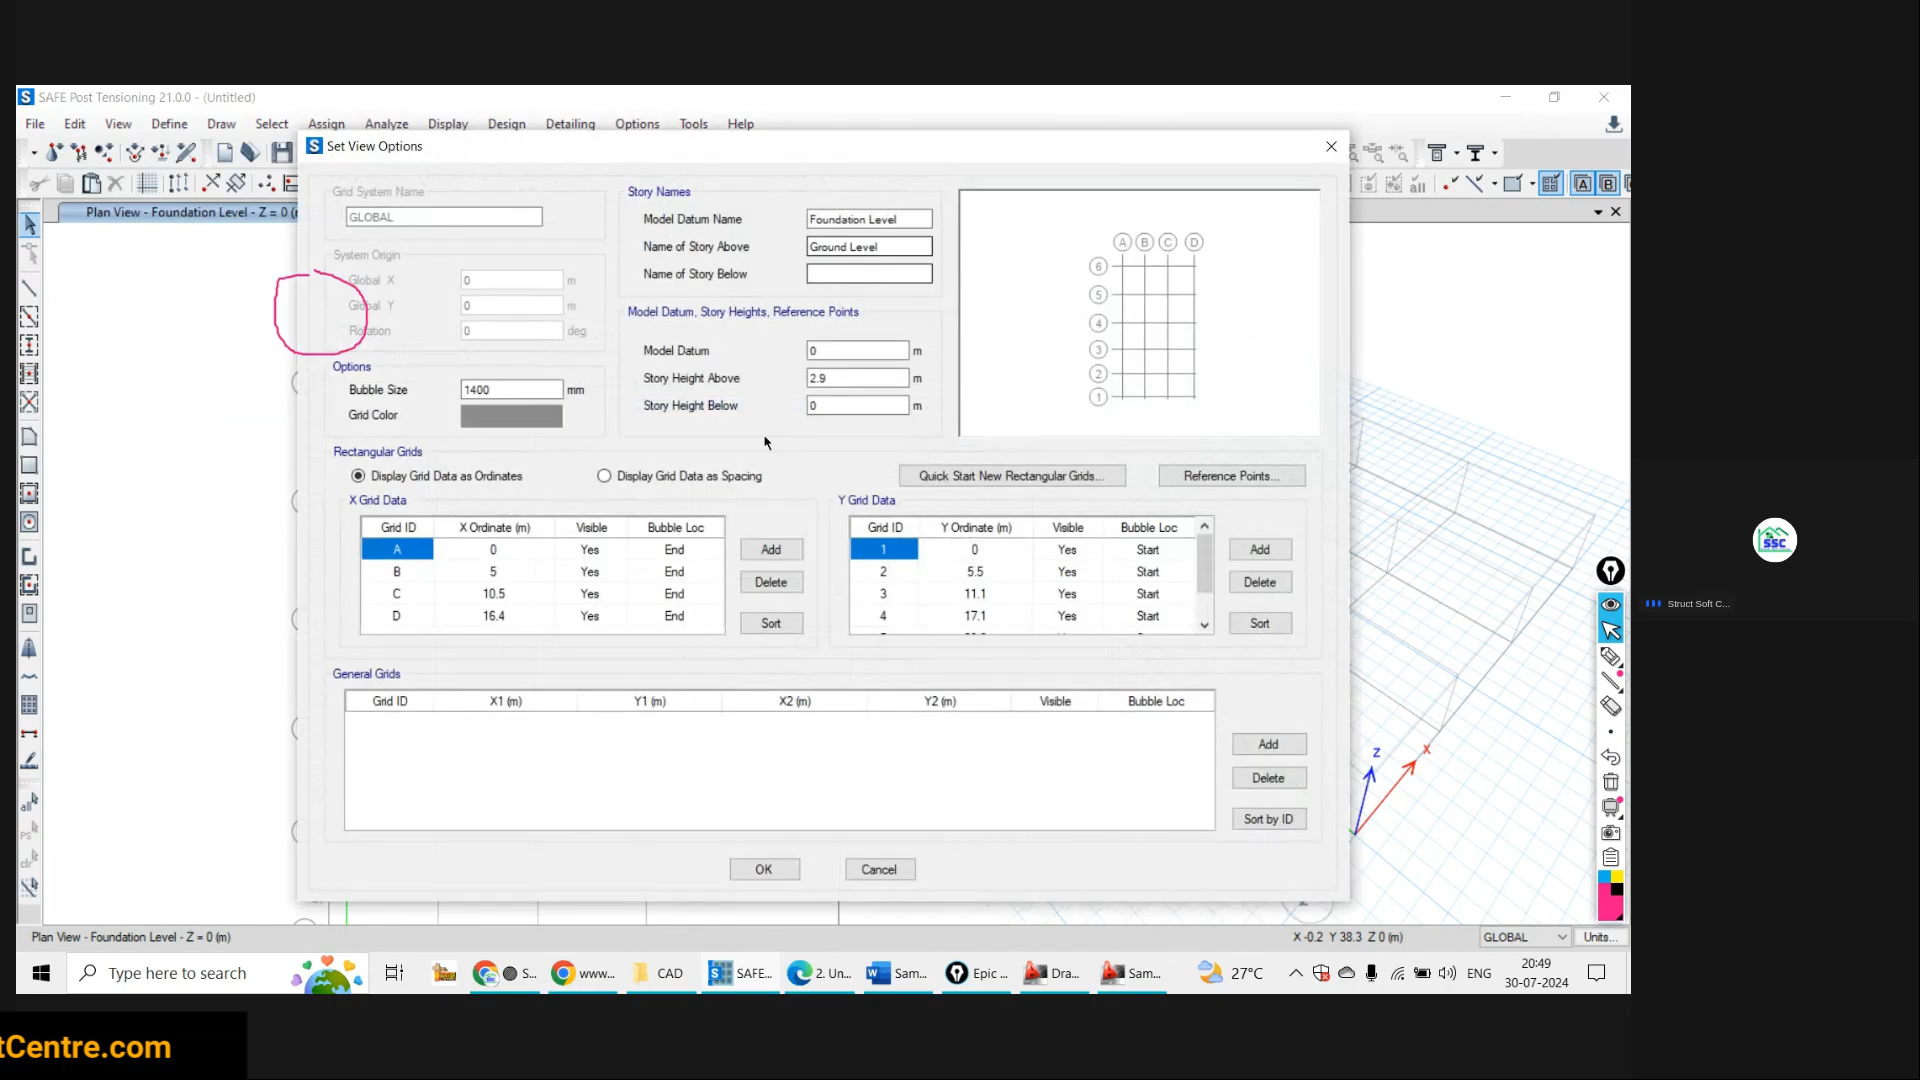 SAFE Post Tensioning 21.0.0 - (Untitled)
File Edit View Define Draw Select Assign Analyze Display Design Detailing Options Tools Help
Set View Options
all
A B
Plan View - Foundation Level - Z = 0 (
Grid System Name
GLOBAL
System Origin
Global X 0 m
Global Y 0 m
Rotation 0 deg
Options
Bubble Size 1400 mm
Grid Color
Story Names
Model Datum Name Foundation Level
Name of Story Above Ground Level
Name of Story Below
Model Datum, Story Heights, Reference Points
Model Datum 0 m
Story Height Above 2.9 m
Story Height Below 0 m
A B C D
6
5
4
3
2
1
Rectangular Grids
Display Grid Data as Ordinates Display Grid Data as Spacing Quick Start New Rectangular Grids... Reference Points...
X Grid Data
Grid ID X Ordinate (m) Visible Bubble Loc
A 0 Yes End
B 5 Yes End
C 10.5 Yes End
D 16.4 Yes End
Add
Delete
Sort
Y Grid Data
Grid ID Y Ordinate (m) Visible Bubble Loc
1 0 Yes Start
2 5.5 Yes Start
3 11.1 Yes Start
4 17.1 Yes Start
Add
Delete
Sort
General Grids
Grid ID X1 (m) Y1 (m) X2 (m) Y2 (m) Visible Bubble Loc
Add
Delete
Sort by ID
OK Cancel
Z X
all
ps
clr
Plan View - Foundation Level - Z = 0 (m)
X -0.2 Y 38.3 Z 0 (m) GLOBAL Units...
Type here to search
S... www... CAD SAFE... 2. Un... Sam... Epic ... Dra... Sam...
27°C ENG
20:49
30-07-2024
SSC
Struct Soft C...
tCentre.com